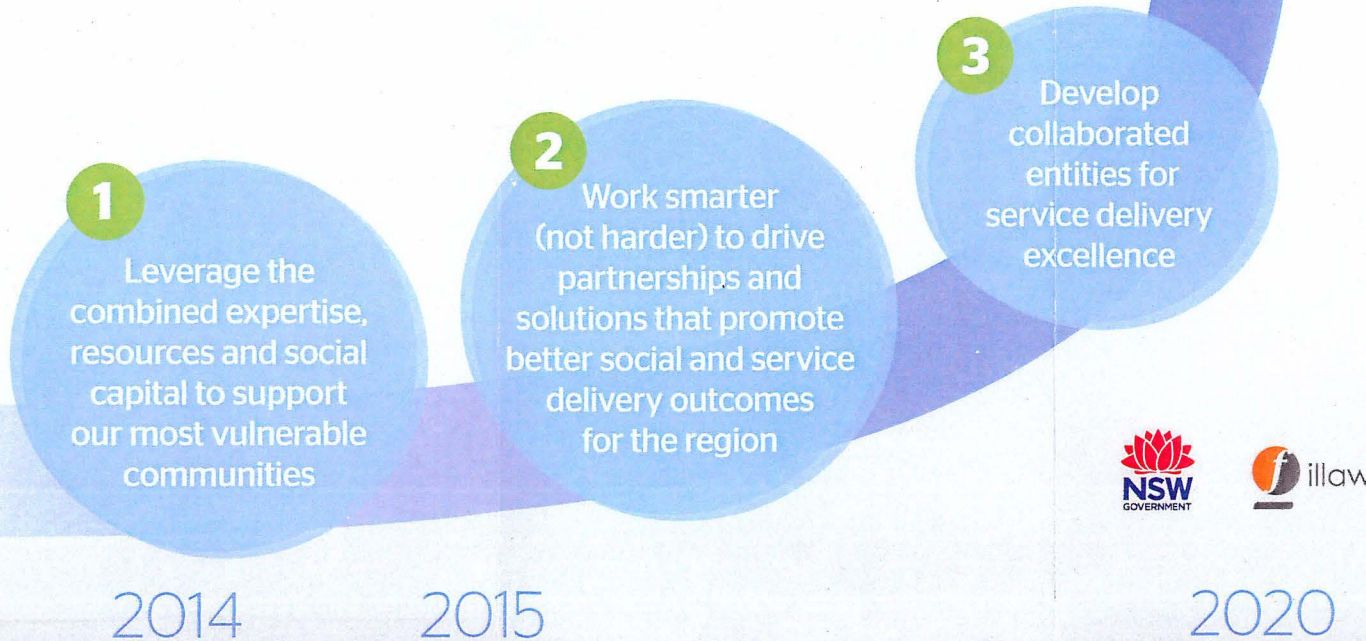 1
Leverage the
combined expertise,
resources and social
capital to support
our most vulnerable
communities
2
Work smarter
(not harder) to drive
partnerships and
solutions that promote
better social and service
delivery outcomes
for the region
3
Develop
collaborated
entities for
service delivery
excellence
NSW
GOVERNMENT
f illaw
2014
2015
2020